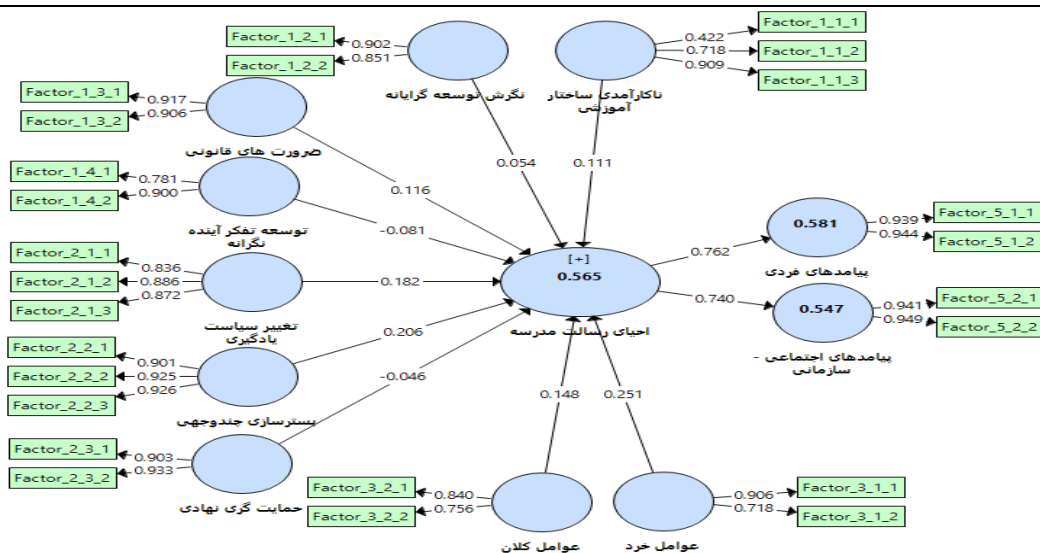 Factor_1_2_1
0.902
Factor_1_2_2
0.851
نگرش توسعه گرایانه
Factor_1_1_1
0.422
Factor_1_1_2
0.718
Factor_1_1_3
0.909
ناکارآمدی ساختار
آموزشی
Factor_1_3_1
0.917
Factor_1_3_2
0.906
ضرورت های قانونی
0.054
0.111
0.116
Factor_1_4_1
0.781
Factor_1_4_2
0.900
توسعه تفکر آینده
نگرانه
-0.081
Factor_2_1_1
0.836
Factor_2_1_2
0.886
Factor_2_1_3
0.872
تغییر سیاست
یادگیری
0.182
[+]
0.565
احیای رسالت مدرسه
0.762
0.581
پیامدهای فردی
0.939
Factor_5_1_1
0.944
Factor_5_1_2
0.740
0.547
پیامدهای اجتماعی -
سازمانی
0.941
Factor_5_2_1
0.949
Factor_5_2_2
Factor_2_2_1
0.901
Factor_2_2_2
0.925
Factor_2_2_3
0.926
بسترسازی چندوجهی
0.206
-0.046
Factor_2_3_1
0.903
Factor_2_3_2
0.933
حمایت گری نهادی
0.148
0.251
Factor_3_2_1
0.840
Factor_3_2_2
0.756
عوامل کلان
0.906
Factor_3_1_1
0.718
Factor_3_1_2
عوامل خرد